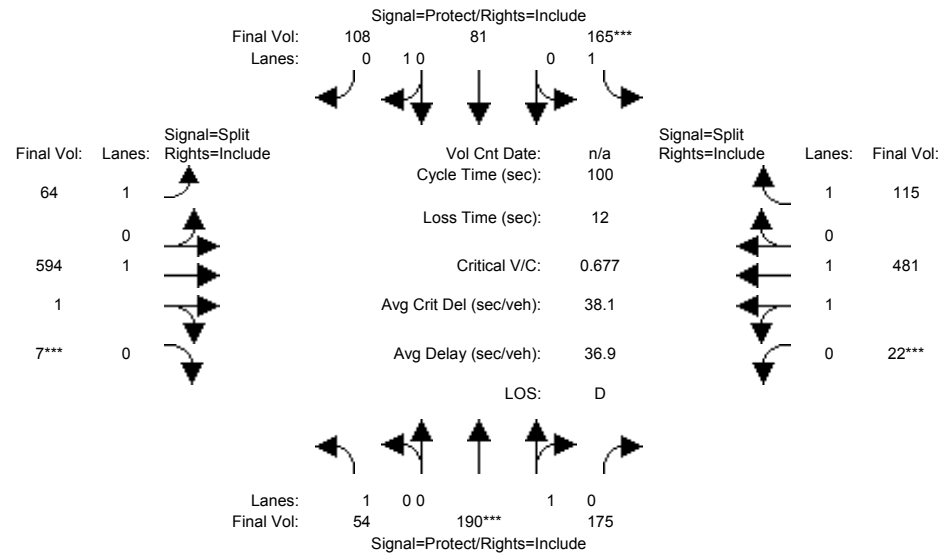 Signal=Protect/Rights=Include
Final Vol: 108 81 165***
Lanes: 0 1 0 0 1
Signal=Split
Final Vol: Lanes: Rights=Include
Vol Cnt Date: n/a
Signal=Split
Rights=Include Lanes: Final Vol:
Cycle Time (sec): 100
64 1
1 115
Loss Time (sec): 12
0
0
594 1
Critical V/C: 0.677
1 481
1
Avg Crit Del (sec/veh): 38.1
1
7*** 0
Avg Delay (sec/veh): 36.9
0 22***
LOS: D
Lanes: 1 0 0 1 0
Final Vol: 54 190*** 175
Signal=Protect/Rights=Include